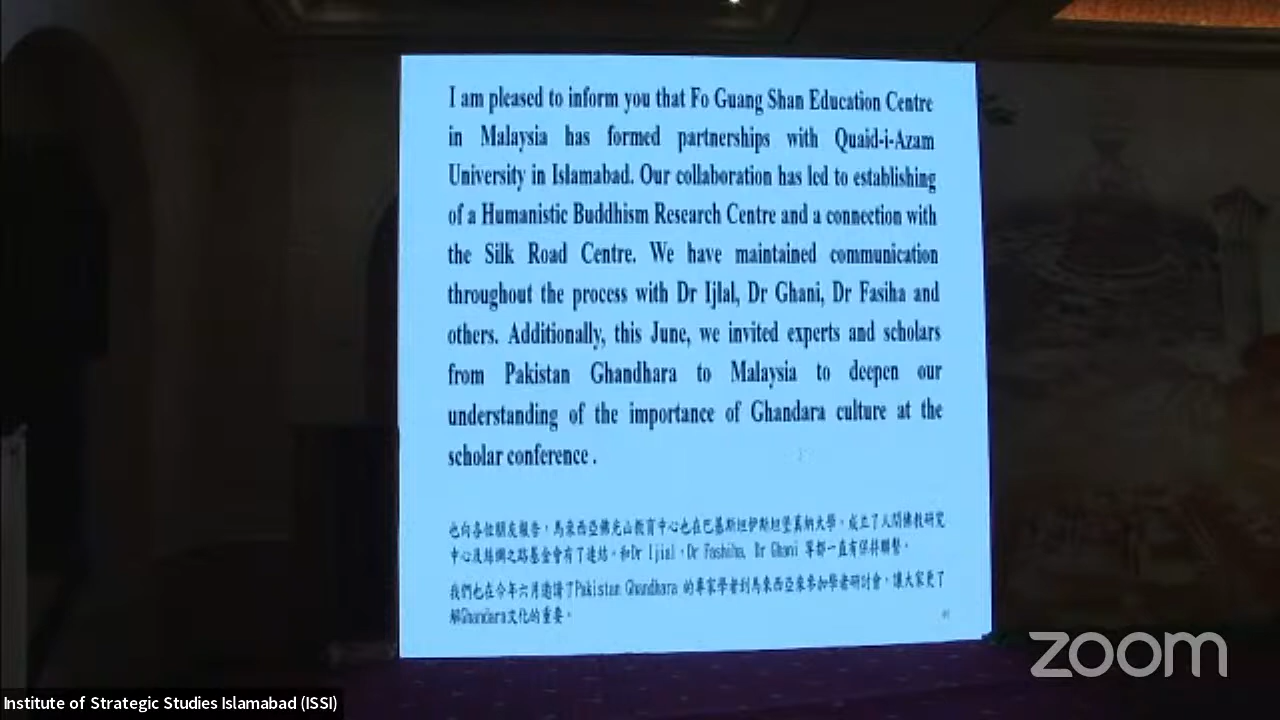 I am pleased to inform you that Fo Guang Shan Education Centre
in Malaysia has formed partnerships with Quaid-i-Azam
University in Islamabad. Our collaboration has led to establishing
of a Humanistic Buddhism Research Centre and a connection with
the Silk Road Centre. We have maintained communication
throughout the process with Dr Ijlal, Dr Ghani, Dr Fasiha and
others. Additionally, this June, we invited experts and scholars
from Pakistan Ghandhara to Malaysia to deepen our
understanding of the importance of Ghandara culture at the
scholar conference .
也向各位朋友報告，馬來西亞佛光山教育中心也在巴基斯坦伊斯坦堡真納大學，成立了人間佛教研究
中心及絲綢之路基金會有了連結，和Dr Ijlal，Dr Fashiha, Dr Ghani 等都一直有保持聯繫。
我們也在今年六月邀請了Pakistan Ghandhara 的專家學者到馬來西亞來參加學者研討會，讓大家更了
解Ghandara文化的重要。
zoom
Institute of Strategic Studies Islamabad (ISSI)